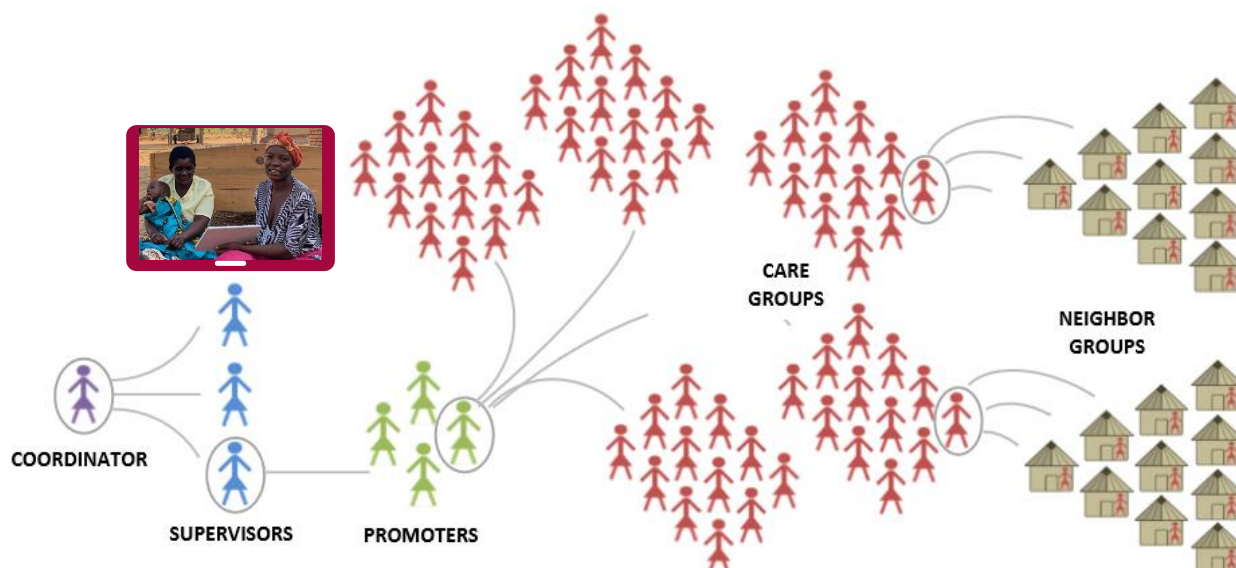 CARE
GROUPS
NEIGHBOR
GROUPS
COORDINATOR
SUPERVISORS
PROMOTERS